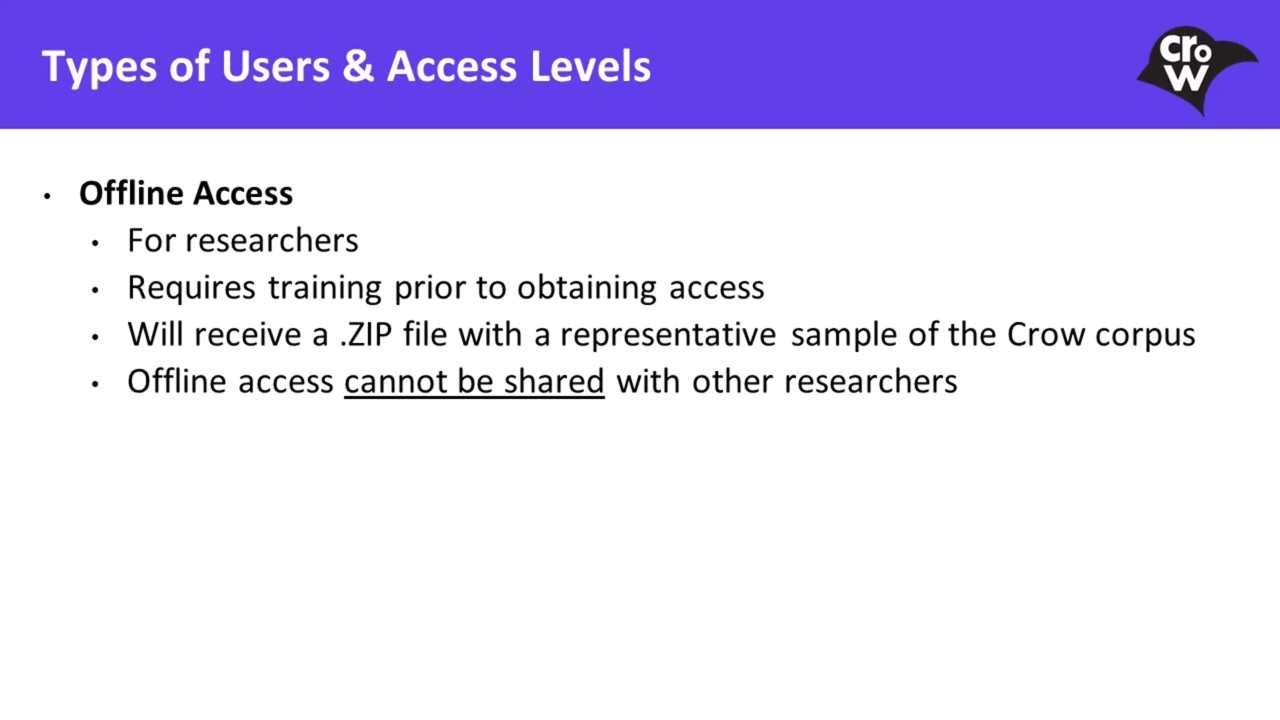 Types of Users & Access Levels
Crow
• Offline Access
• For researchers
• Requires training prior to obtaining access
• Will receive a .ZIP file with a representative sample of the Crow corpus
• Offline access cannot be shared with other researchers